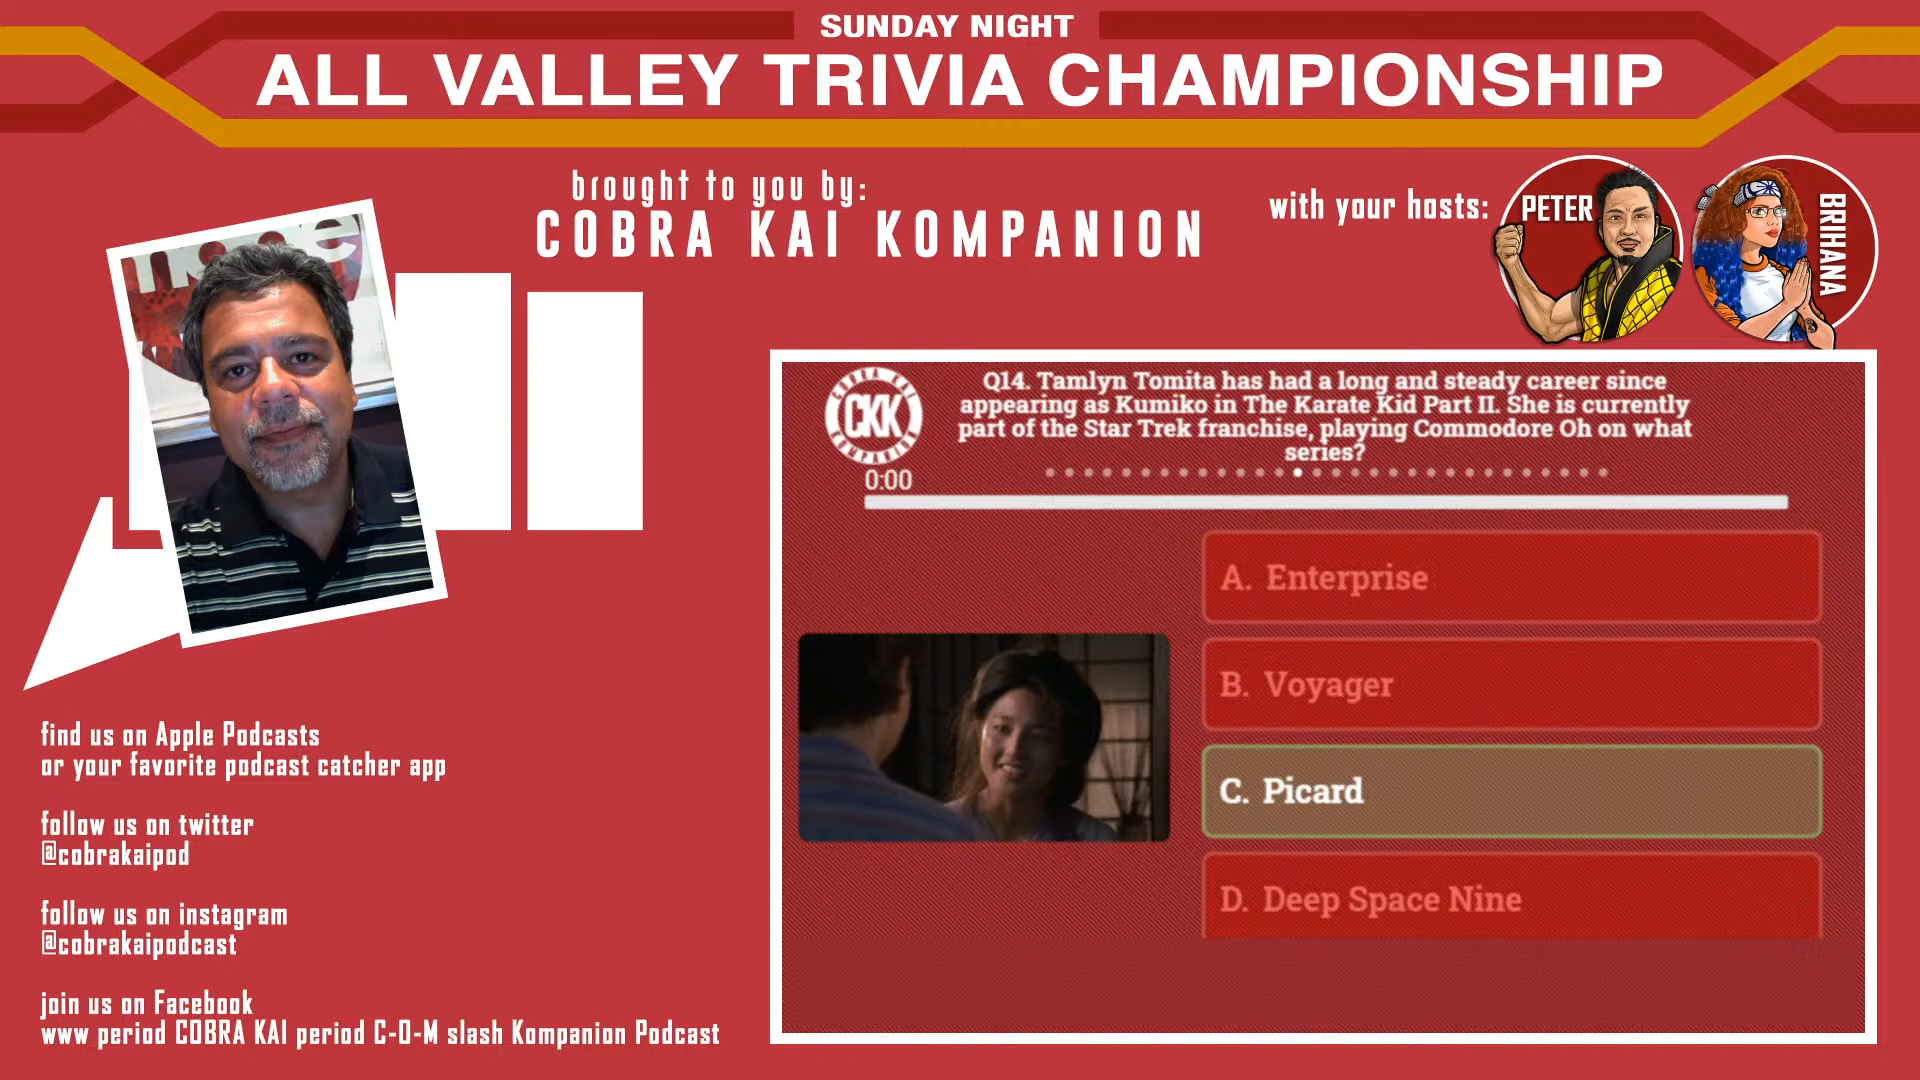 SUNDAY NIGHT
ALL VALLEY TRIVIA CHAMPIONSHIP
brought to you by:
COBRA KAI KOMPANION
with your hosts:
PETER
BRIHANA
find us on Apple Podcasts
or your favorite podcast catcher app
follow us on twitter
@cobrakaipod
follow us on instagram
@cobrakaipodcast
join us on Facebook
www period COBRA KAI period C-O-M slash Kompanion Podcast
COBRA KAI
CKK
KOMPANION
Q14. Tamlyn Tomita has had a long and steady career since
appearing as Kumiko in The Karate Kid Part II. She is currently
part of the Star Trek franchise, playing Commodore Oh on what
series?
0:00
A. Enterprise
B. Voyager
C. Picard
D. Deep Space Nine